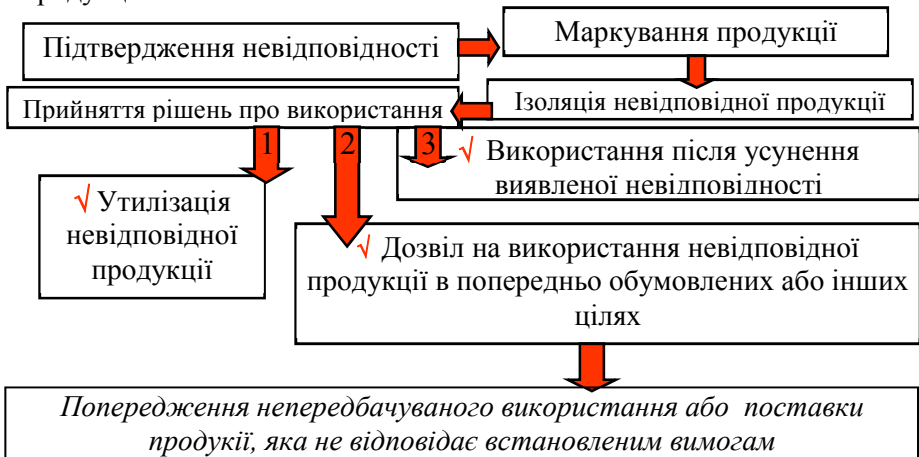 Підтвердження невідповідності
Маркування продукції
Ізоляція невідповідної продукції
Прийняття рішень про використання
1
2
3
√ Використання після усунення
виявленої невідповідності
√ Утилізація
невідповідної
продукції
√ Дозвіл на використання невідповідної
продукції в попередньо обумовлених або інших
цілях
Попередження непередбачуваного використання або поставки
продукії, яка не відповідає встановленим вимогам